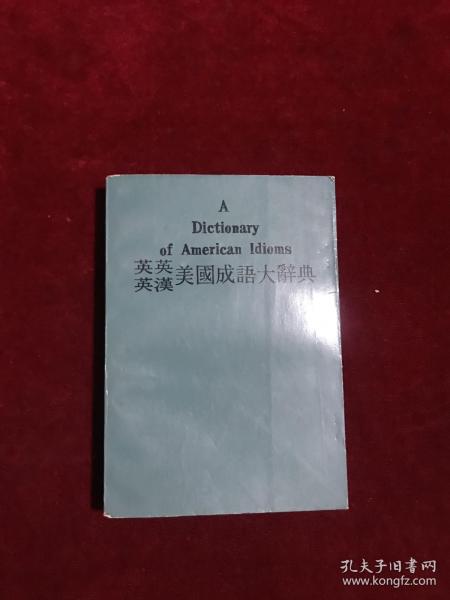 A
Dictionary
of American Idioms
英英
英漢 美國成語大辭典
孔夫子旧书网
www.kongfz.com